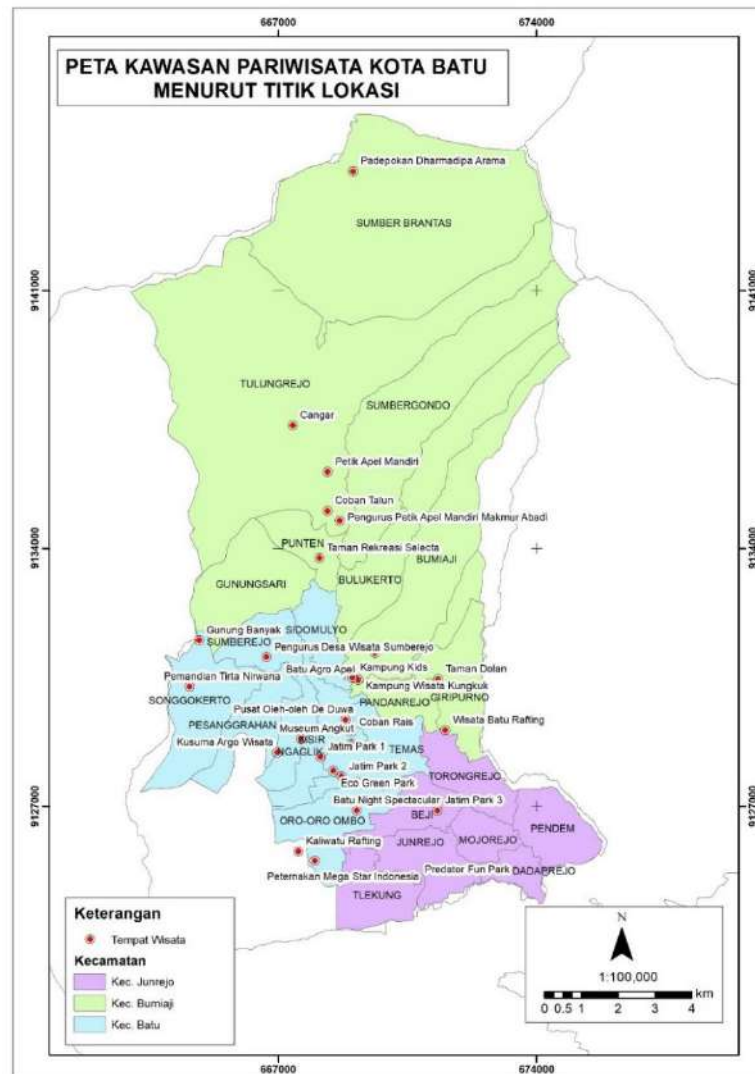 667000
674000
PETA KAWASAN PARIWISATA KOTA BATU
MENURUT TITIK LOKASI
Padepokan Dharmadipa Arama
SUMBER BRANTAS
9141000
9141000
TULUNGREJO
SUMBERGONDO
Cangar
Petik Apel Mandiri
Coban Talun
Pengurus Petik Apel Mandiri Makmur Abadi
PUNTEN
9134000
9134000
Taman Rekreasi Selecta
BUMIAJI
GUNUNGSARI
BULUKERTO
Gunung Banyak
SIDOMULYO
SUMBEREJO
Pengurus Desa Wisata Sumberejo
Batu Agro Apel
Kampung Kids
Taman Dolan
Pemandian Tirta Nirwana
Kampung Wisata Kungkuk
SONGGOKERTO
PANDANREJO
GIRIPURNO
Pusat Oleh-oleh De Duwa
PESANGGRAHAN
Museum Angkut
Coban Rais
Wisata Batu Rafting
SISIR
TEMAS
Kusuma Argo Wisata
NGAGLIK
Jatim Park 1
Jatim Park 2
TORONGREJO
Eco Green Park
9127000
9127000
Batu Night Spectacular
Jatim Park 3
ORO-ORO OMBO
BEJI
PENDEM
JUNREJO
MOJOREJO
Kaliwatu Rafting
Peternakan Mega Star Indonesia
Predator Fun Park
DADAPREJO
TLEKUNG
Keterangan
Tempat Wisata
Kecamatan
Kec. Junrejo
Kec. Bumiaji
Kec. Batu
N
1:100,000
km
0 0.5 1 2 3 4
667000
674000